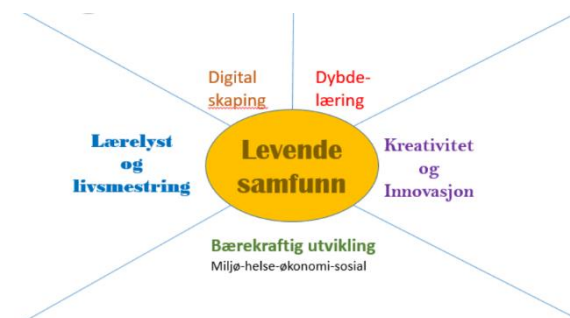 Digital
skaping
Dybde-
læring
Lærelyst
og
livsmestring
Levende
samfunn
Kreativitet
og
Innovasjon
Bærekraftig utvikling
Miljø-helse-økonomi-sosial